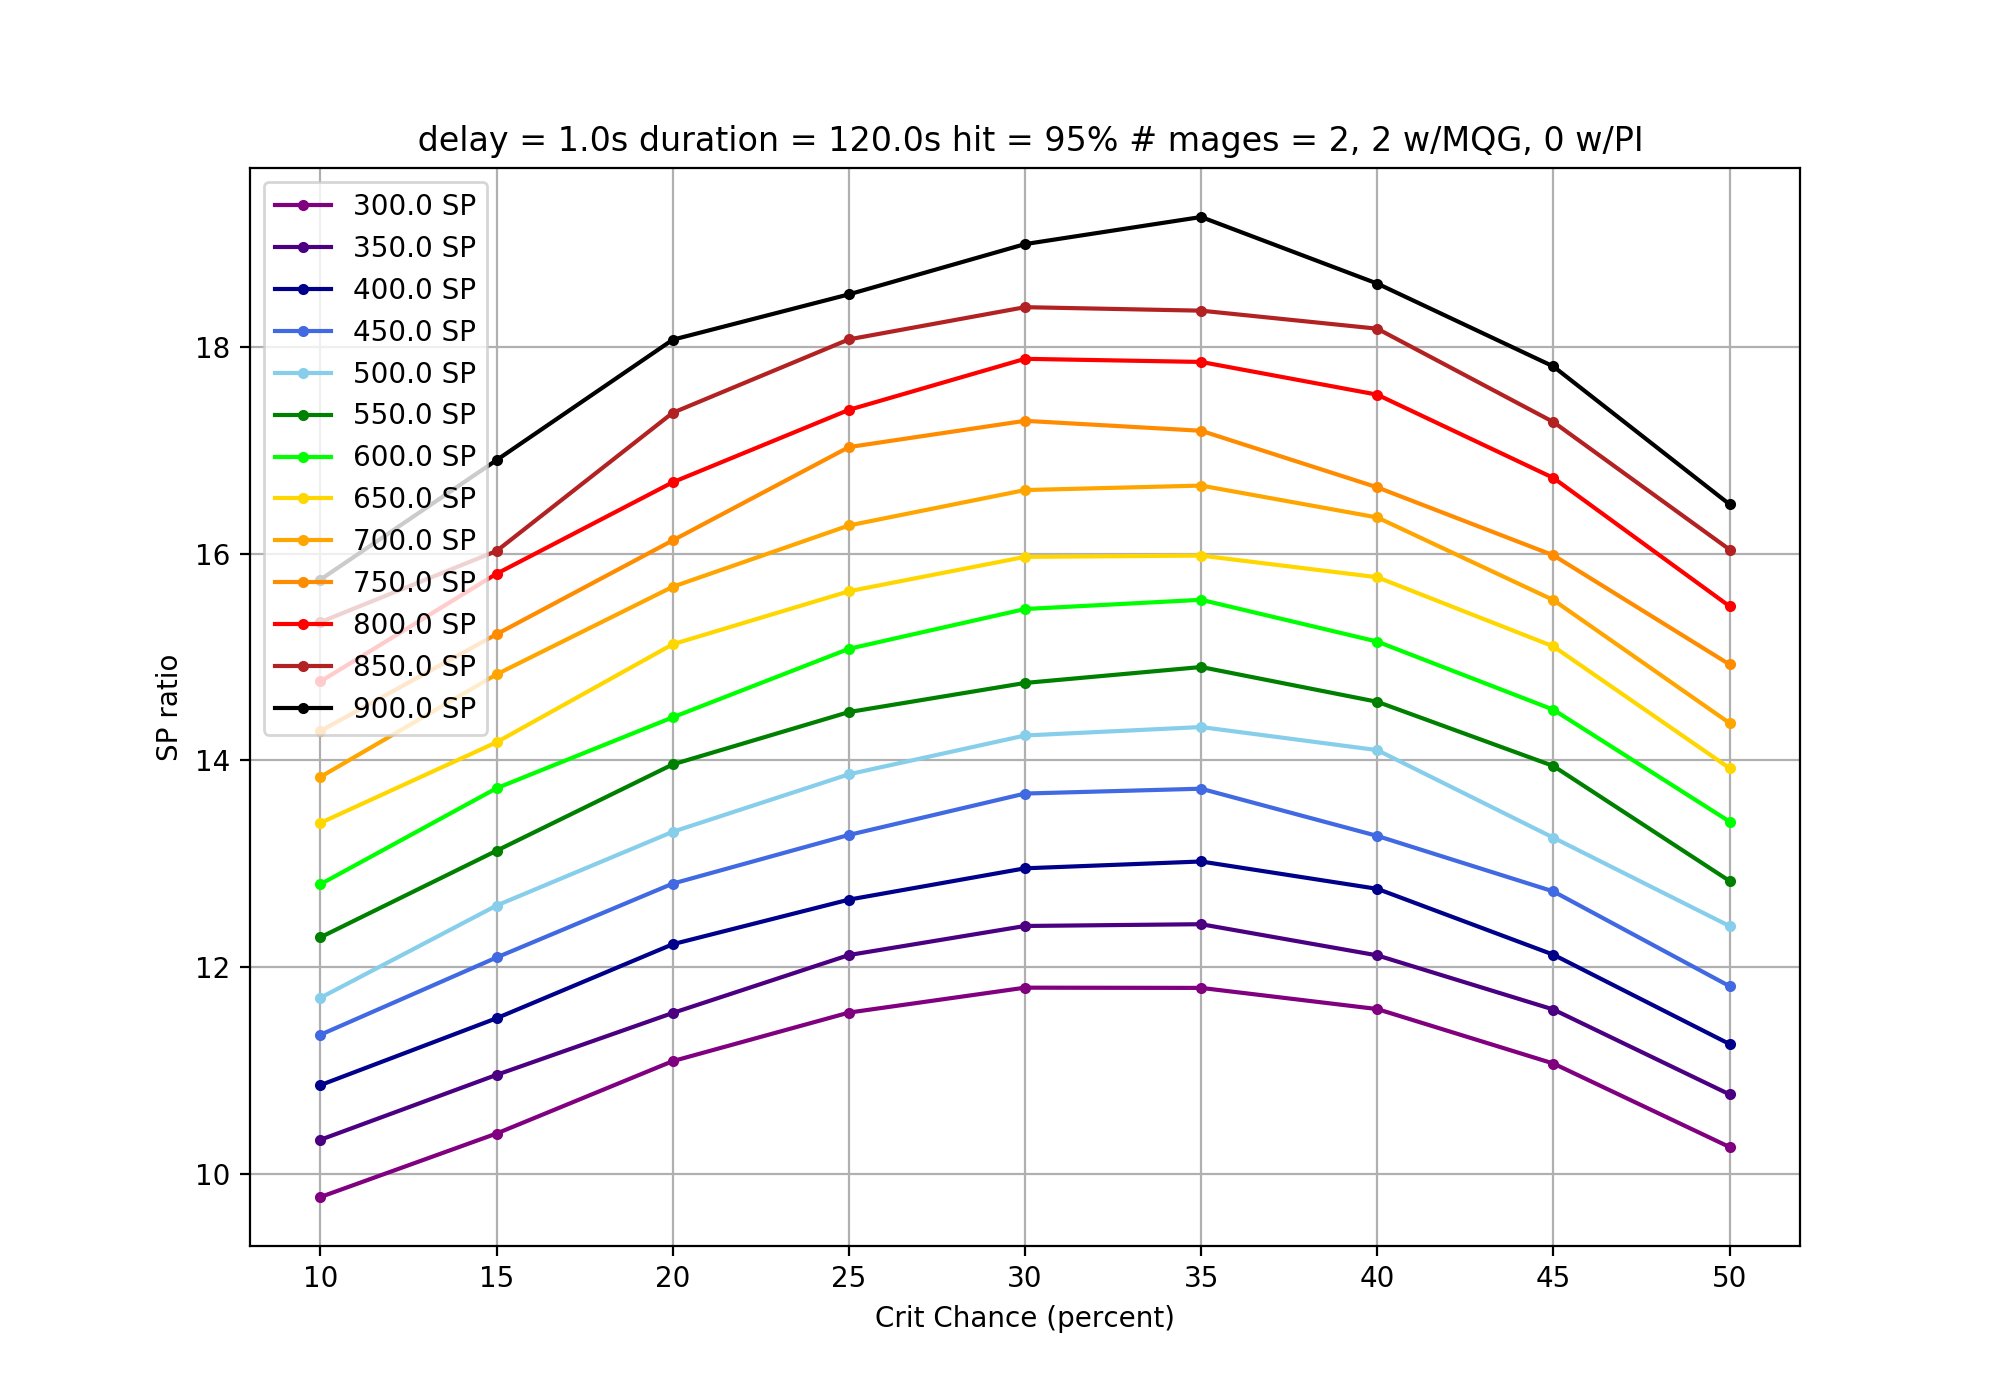 delay = 1.0s duration = 120.0s hit = 95% # mages = 2, 2 w/MQG, 0 w/PI
300.0 SP
350.0 SP
400.0 SP
450.0 SP
500.0 SP
550.0 SP
600.0 SP
650.0 SP
700.0 SP
750.0 SP
800.0 SP
850.0 SP
900.0 SP
SP ratio
18
16
14
12
10
10 15 20 25 30 35 40 45 50
Crit Chance (percent)